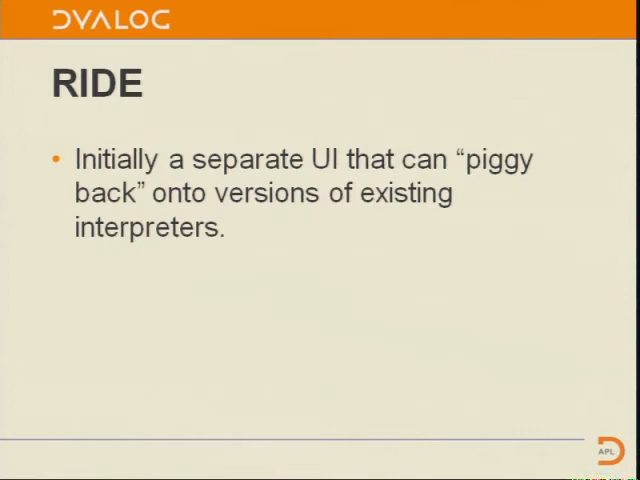 DYALOG
RIDE
• Initially a separate UI that can “piggy
back” onto versions of existing
interpreters.
APL